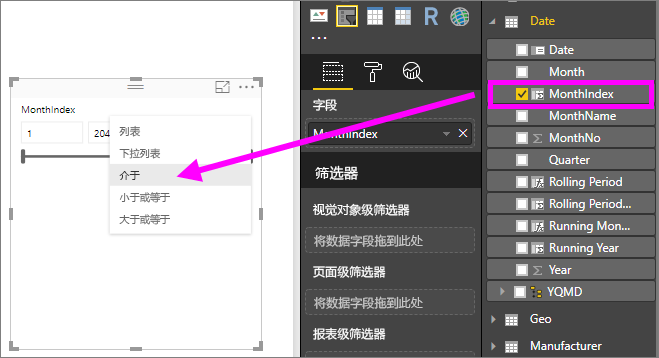 MonthIndex
1
204
列表
下拉列表
介于
小于或等于
大于或等于
R
字段
MonthIndex
筛选器
视觉对象级筛选器
将数据字段拖到此处
页面级筛选器
将数据字段拖到此处
报表级筛选器
Date
Date
Month
MonthIndex
MonthName
MonthNo
Quarter
Rolling Period
Rolling Period...
Running Mon...
Running Year
Year
YQMD
Geo
Manufacturer